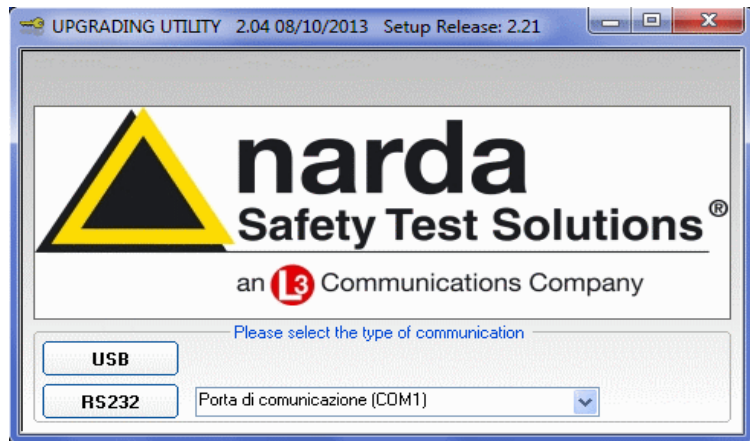 UPGRADING UTILITY 2.04 08/10/2013 Setup Release: 2.21
narda
Safety Test Solutions®
an L3 Communications Company
Please select the type of communication
USB
RS232 Porta di comunicazione (COM1)